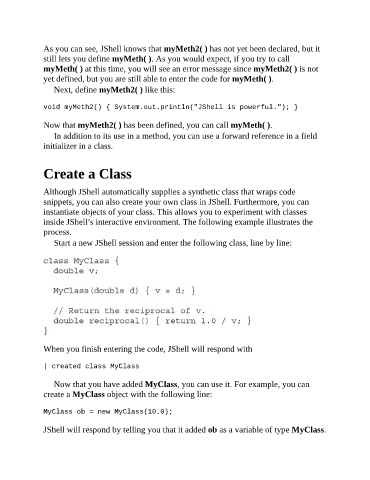 As you can see, JShell knows that myMeth2( ) has not yet been declared, but it
still lets you define myMeth( ). As you would expect, if you try to call
myMeth( ) at this time, you will see an error message since myMeth2( ) is not
yet defined, but you are still able to enter the code for myMeth( ).
Next, define myMeth2( ) like this:
void myMeth2() { System.out.println("JShell is powerful."); }
Now that myMeth2( ) has been defined, you can call myMeth( ).
In addition to its use in a method, you can use a forward reference in a field
initializer in a class.
Create a Class
Although JShell automatically supplies a synthetic class that wraps code
snippets, you can also create your own class in JShell. Furthermore, you can
instantiate objects of your class. This allows you to experiment with classes
inside JShell’s interactive environment. The following example illustrates the
process.
Start a new JShell session and enter the following class, line by line:
class MyClass {
double v;
MyClass(double d) { v = d; }
// Return the reciprocal of v.
double reciprocal() { return 1.0 / v; }
}
When you finish entering the code, JShell will respond with
| created class MyClass
Now that you have added MyClass, you can use it. For example, you can
create a MyClass object with the following line:
MyClass ob = new MyClass(10.0);
JShell will respond by telling you that it added ob as a variable of type MyClass.